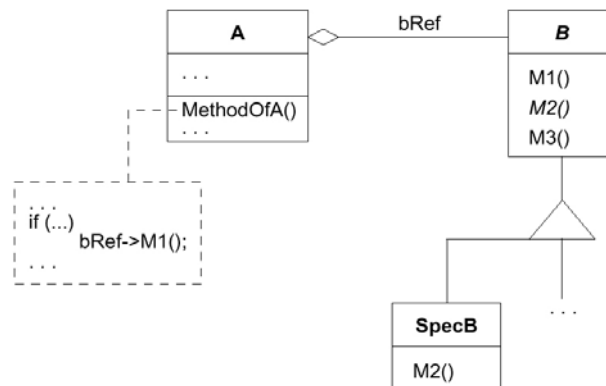 A
. . .
MethodOfA()
. . .
bRef
B
M1()
M2()
M3()
. . .
if (...)
bRef->M1();
. . .
SpecB
M2()
. . .